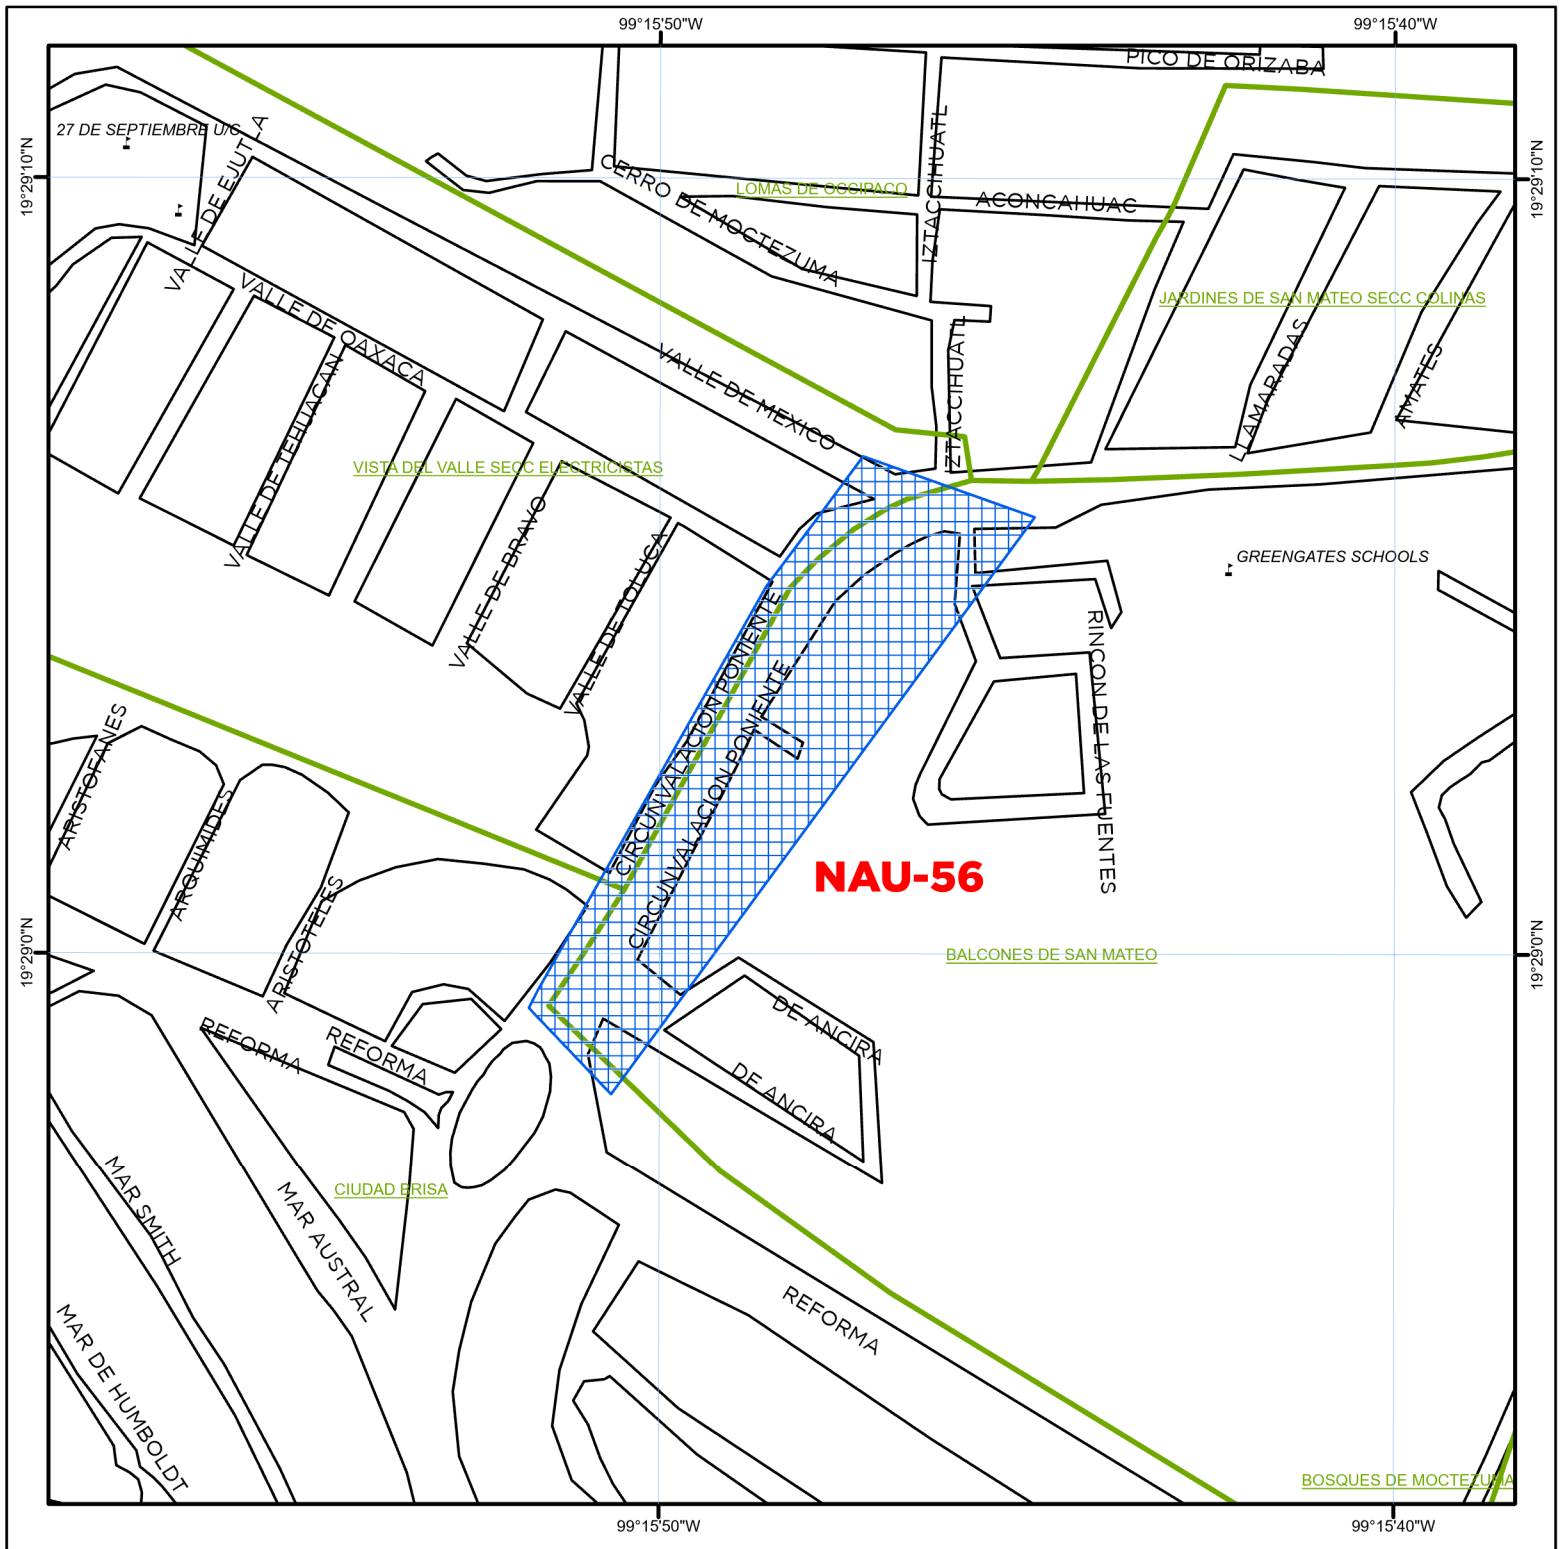 99°15'50"W
99°15'40"W
PICO DE ORIZABA
27 DE SEPTIEMBRE U/C
VALLE DE EJUTLA
19°29'10"N
19°29'10"N
CERRO DE MOCTEZUMA
LOMAS DE OCCIPACO
IZTACCIHUATL
ACONCAHUAC
VALLE DE OAXACA
JARDINES DE SAN MATEO SECC COLINAS
IZTACCIHUATL
VALLE DE MEXICO
LLAMARADAS
AMATES
VALLE DE TEHUACAN
VISTA DEL VALLE SECC ELECTRICISTAS
VALLE DE BRAVO
VALLE DE TOLUCA
GREENGATES SCHOOLS
CIRCUNVALACION PONIENTE
CIRCUNVALACION PONIENTE
RINCON DE LAS FUENTES
ARISTOFANES
ARQUIMIDES
ARISTOTELES
NAU-56
19°29'0"N
BALCONES DE SAN MATEO
19°29'0"N
REFORMA
REFORMA
DE ANCIRA
DE ANCIRA
MAR SMITH
MAR AUSTRAL
CIUDAD BRISA
MAR DE HUMBOLDT
REFORMA
BOSQUES DE MOCTEZUMA
99°15'50"W
99°15'40"W